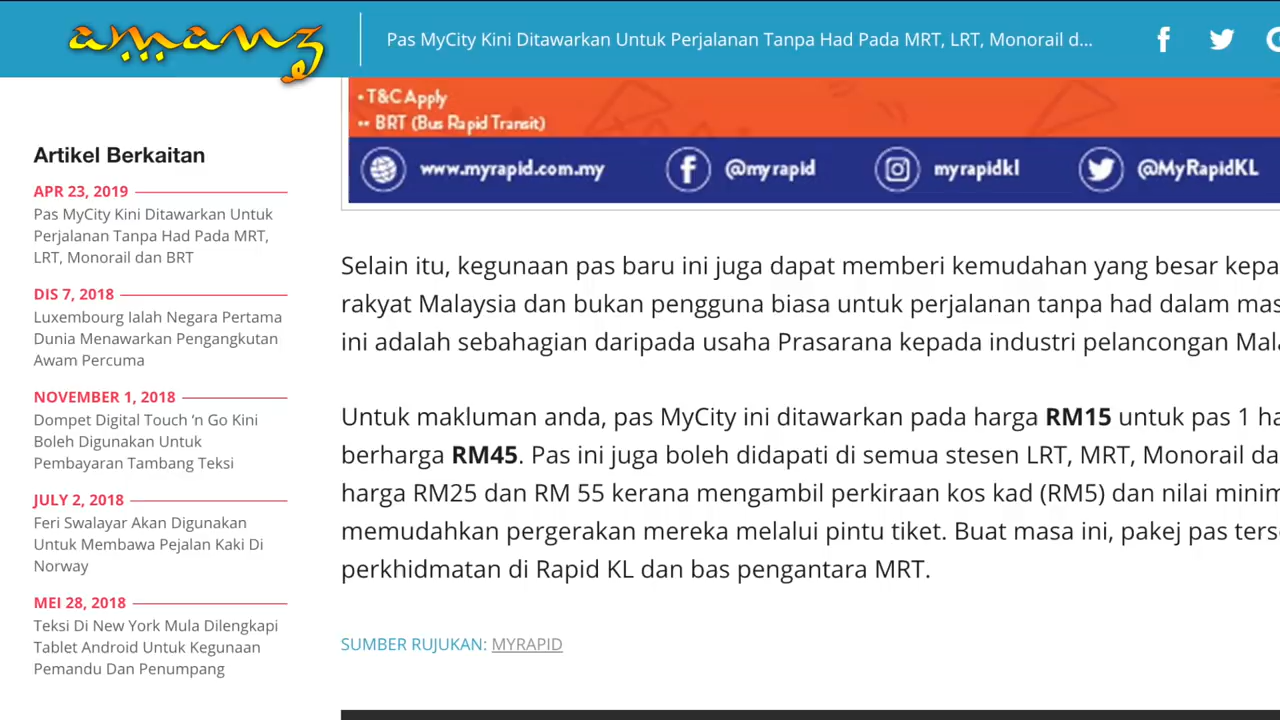 amanz
Pas MyCity Kini Ditawarkan Untuk Perjalanan Tanpa Had Pada MRT, LRT, Monorail d...
• T&C Apply
•• BRT (Bus Rapid Transit)
www.myrapid.com.my
@myrapid
myrapidkl
@MyRapidKL
Artikel Berkaitan
APR 23, 2019
Pas MyCity Kini Ditawarkan Untuk
Perjalanan Tanpa Had Pada MRT,
LRT, Monorail dan BRT
DIS 7, 2018
Luxembourg Ialah Negara Pertama
Dunia Menawarkan Pengangkutan
Awam Percuma
NOVEMBER 1, 2018
Dompet Digital Touch ‘n Go Kini
Boleh Digunakan Untuk
Pembayaran Tambang Teksi
JULY 2, 2018
Feri Swalayar Akan Digunakan
Untuk Membawa Pejalan Kaki Di
Norway
MEI 28, 2018
Teksi Di New York Mula Dilengkapi
Tablet Android Untuk Kegunaan
Pemandu Dan Penumpang
Selain itu, kegunaan pas baru ini juga dapat memberi kemudahan yang besar kepa
rakyat Malaysia dan bukan pengguna biasa untuk perjalanan tanpa had dalam mas
ini adalah sebahagian daripada usaha Prasarana kepada industri pelancongan Mala
Untuk makluman anda, pas MyCity ini ditawarkan pada harga RM15 untuk pas 1 ha
berharga RM45. Pas ini juga boleh didapati di semua stesen LRT, MRT, Monorail da
harga RM25 dan RM 55 kerana mengambil perkiraan kos kad (RM5) dan nilai minim
memudahkan pergerakan mereka melalui pintu tiket. Buat masa ini, pakej pas terse
perkhidmatan di Rapid KL dan bas pengantara MRT.
SUMBER RUJUKAN: MYRAPID